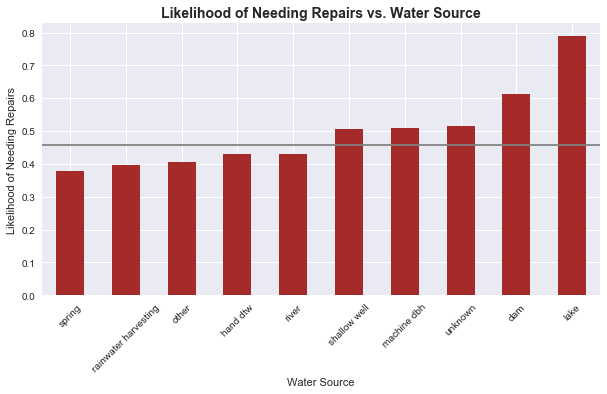 Likelihood of Needing Repairs vs. Water Source
Likelihood of Needing Repairs
0.8
0.7
0.6
0.5
0.4
0.3
0.2
0.1
0.0
spring
rainwater harvesting
other
hand dtw
river
shallow well
machine dbh
unknown
dam
lake
Water Source